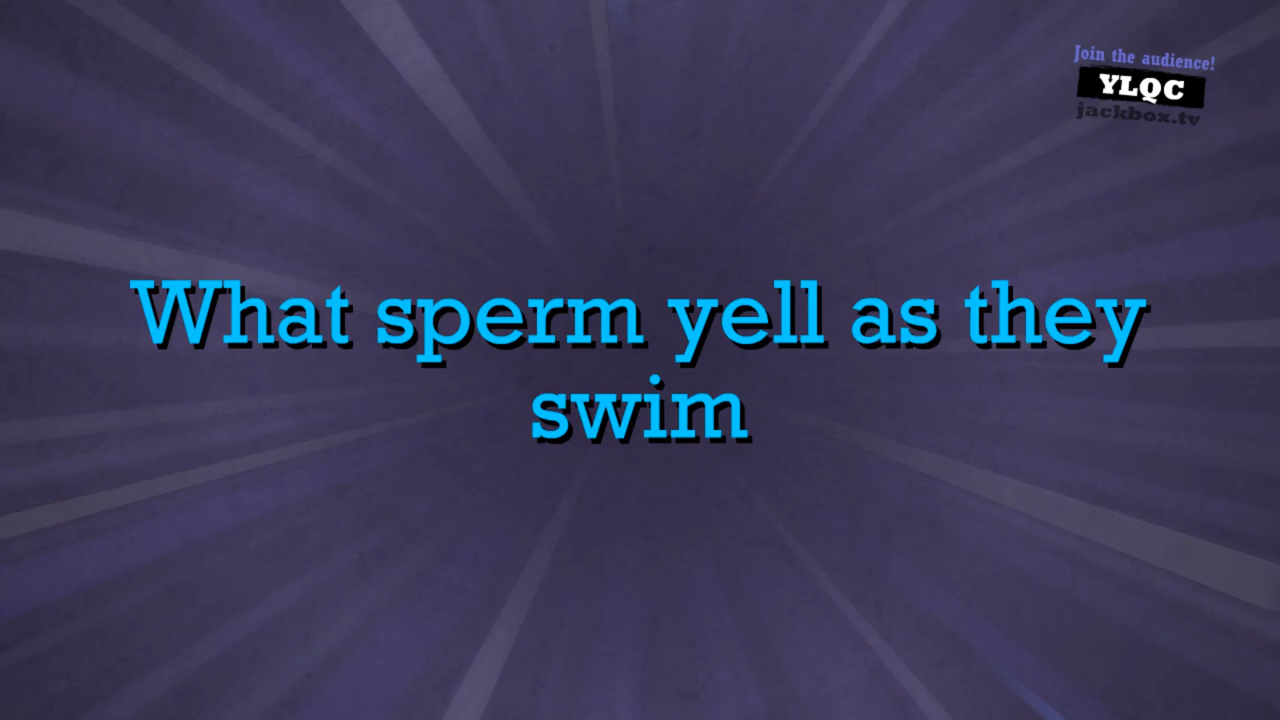 Join the audience!
YLQC
jackbox.tv
What sperm yell as they
swim